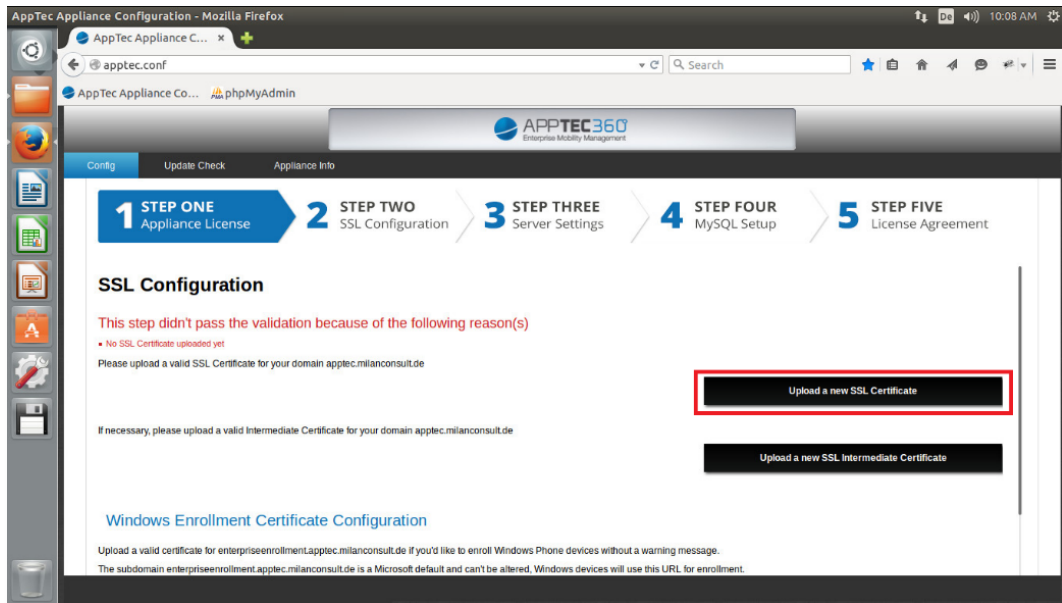 AppTec Appliance Configuration - Mozilla Firefox
De 10:08 AM
AppTec Appliance C... ×
apptec.conf
Search
AppTec Appliance Co... phpMyAdmin
APPTEC360
Enterprise Mobility Management
Config Update Check Appliance Info
1 STEP ONE
Appliance License
2 STEP TWO
SSL Configuration
3 STEP THREE
Server Settings
4 STEP FOUR
MySQL Setup
5 STEP FIVE
License Agreement
SSL Configuration
This step didn't pass the validation because of the following reason(s)
No SSL Certificate uploaded yet
Please upload a valid SSL Certificate for your domain apptec.milanconsult.de
Upload a new SSL Certificate
If necessary, please upload a valid Intermediate Certificate for your domain apptec.milanconsult.de
Upload a new SSL Intermediate Certificate
Windows Enrollment Certificate Configuration
Upload a valid certificate for enterpriseenrollment.apptec.milanconsult.de if you'd like to enroll Windows Phone devices without a warning message.
The subdomain enterpriseenrollment.apptec.milanconsult.de is a Microsoft default and can't be altered, Windows devices will use this URL for enrollment.